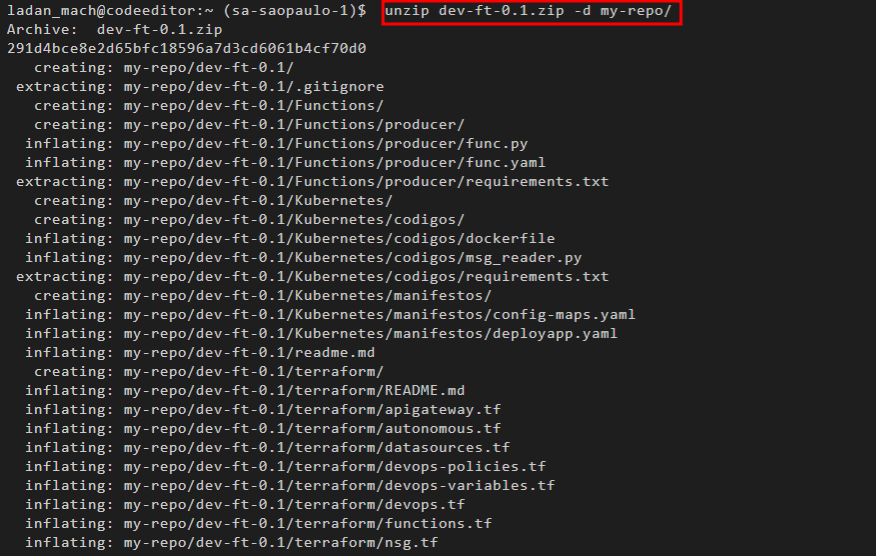 ladan_mach@codeeditor:~ (sa-saopaulo-1)$ unzip dev-ft-0.1.zip -d my-repo/
Archive:  dev-ft-0.1.zip
291d4bce8e2d65bfc18596a7d3cd6061b4cf70d0
   creating: my-repo/dev-ft-0.1/
 extracting: my-repo/dev-ft-0.1/.gitignore
   creating: my-repo/dev-ft-0.1/Functions/
   creating: my-repo/dev-ft-0.1/Functions/producer/
  inflating: my-repo/dev-ft-0.1/Functions/producer/func.py
  inflating: my-repo/dev-ft-0.1/Functions/producer/func.yaml
 extracting: my-repo/dev-ft-0.1/Functions/producer/requirements.txt
   creating: my-repo/dev-ft-0.1/Kubernetes/
   creating: my-repo/dev-ft-0.1/Kubernetes/codigos/
  inflating: my-repo/dev-ft-0.1/Kubernetes/codigos/dockerfile
  inflating: my-repo/dev-ft-0.1/Kubernetes/codigos/msg_reader.py
 extracting: my-repo/dev-ft-0.1/Kubernetes/codigos/requirements.txt
   creating: my-repo/dev-ft-0.1/Kubernetes/manifestos/
  inflating: my-repo/dev-ft-0.1/Kubernetes/manifestos/config-maps.yaml
  inflating: my-repo/dev-ft-0.1/Kubernetes/manifestos/deployapp.yaml
  inflating: my-repo/dev-ft-0.1/readme.md
   creating: my-repo/dev-ft-0.1/terraform/
  inflating: my-repo/dev-ft-0.1/terraform/README.md
  inflating: my-repo/dev-ft-0.1/terraform/apigateway.tf
  inflating: my-repo/dev-ft-0.1/terraform/autonomous.tf
  inflating: my-repo/dev-ft-0.1/terraform/datasources.tf
  inflating: my-repo/dev-ft-0.1/terraform/devops-policies.tf
  inflating: my-repo/dev-ft-0.1/terraform/devops-variables.tf
  inflating: my-repo/dev-ft-0.1/terraform/devops.tf
  inflating: my-repo/dev-ft-0.1/terraform/functions.tf
  inflating: my-repo/dev-ft-0.1/terraform/nsg.tf